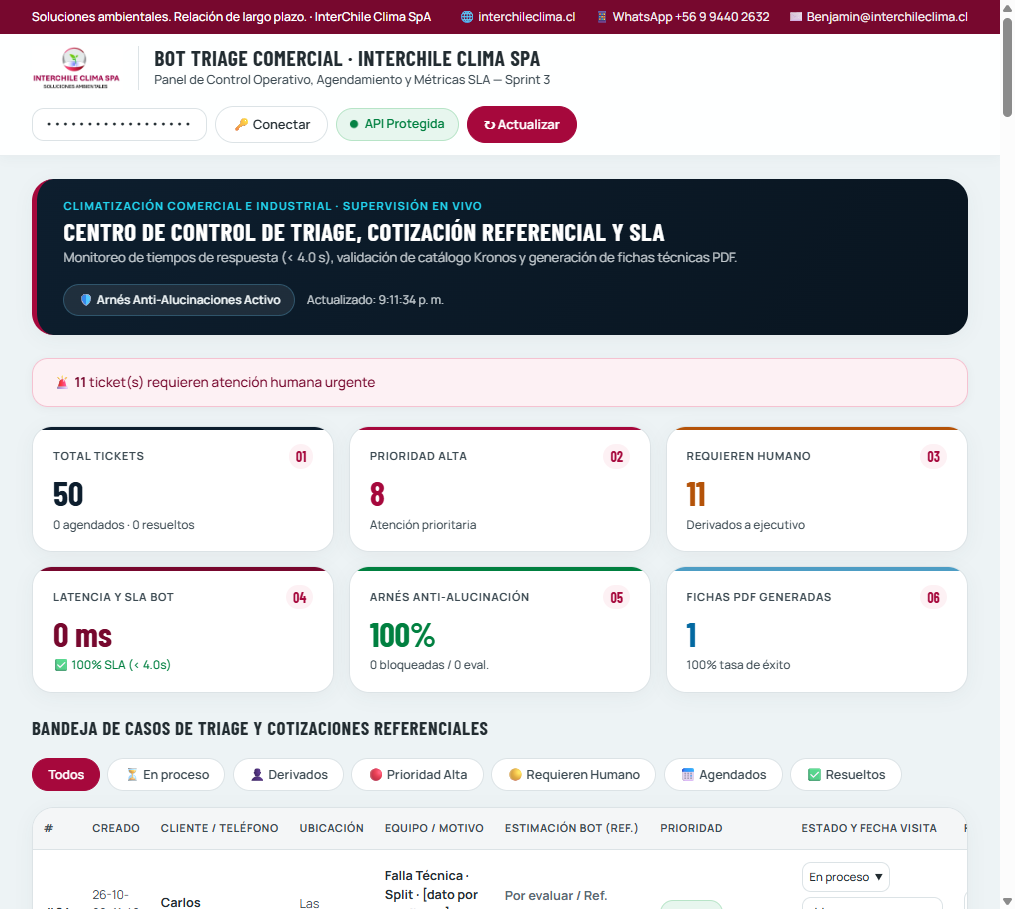 Soluciones ambientales. Relación de largo plazo. · InterChile Clima SpA
interchileclima.cl
WhatsApp +56 9 9440 2632
Benjamin@interchileclima.cl
INTERCHILE CLIMA SPA
SOLUCIONES AMBIENTALES
BOT TRIAGE COMERCIAL · INTERCHILE CLIMA SPA
Panel de Control Operativo, Agendamiento y Métricas SLA — Sprint 3
Conectar
API Protegida
↻ Actualizar
CLIMATIZACIÓN COMERCIAL E INDUSTRIAL · SUPERVISIÓN EN VIVO
CENTRO DE CONTROL DE TRIAGE, COTIZACIÓN REFERENCIAL Y SLA
Monitoreo de tiempos de respuesta (< 4.0 s), validación de catálogo Kronos y generación de fichas técnicas PDF.
Arnés Anti-Alucinaciones Activo
Actualizado: 9:11:34 p. m.
11 ticket(s) requieren atención humana urgente
TOTAL TICKETS
01
50
0 agendados · 0 resueltos
PRIORIDAD ALTA
02
8
Atención prioritaria
REQUIEREN HUMANO
03
11
Derivados a ejecutivo
LATENCIA Y SLA BOT
04
0 ms
✅ 100% SLA (< 4.0s)
ARNÉS ANTI-ALUCINACIÓN
05
100%
0 bloqueadas / 0 eval.
FICHAS PDF GENERADAS
06
1
100% tasa de éxito
BANDEJA DE CASOS DE TRIAGE Y COTIZACIONES REFERENCIALES
Todos
En proceso
Derivados
Prioridad Alta
Requieren Humano
Agendados
Resueltos
#
CREADO
CLIENTE / TELÉFONO
UBICACIÓN
EQUIPO / MOTIVO
ESTIMACIÓN BOT (REF.)
PRIORIDAD
ESTADO Y FECHA VISITA
26-10-
Carlos
Las
Falla Técnica ·
Split · [dato por
Por evaluar / Ref.
En proceso ▼